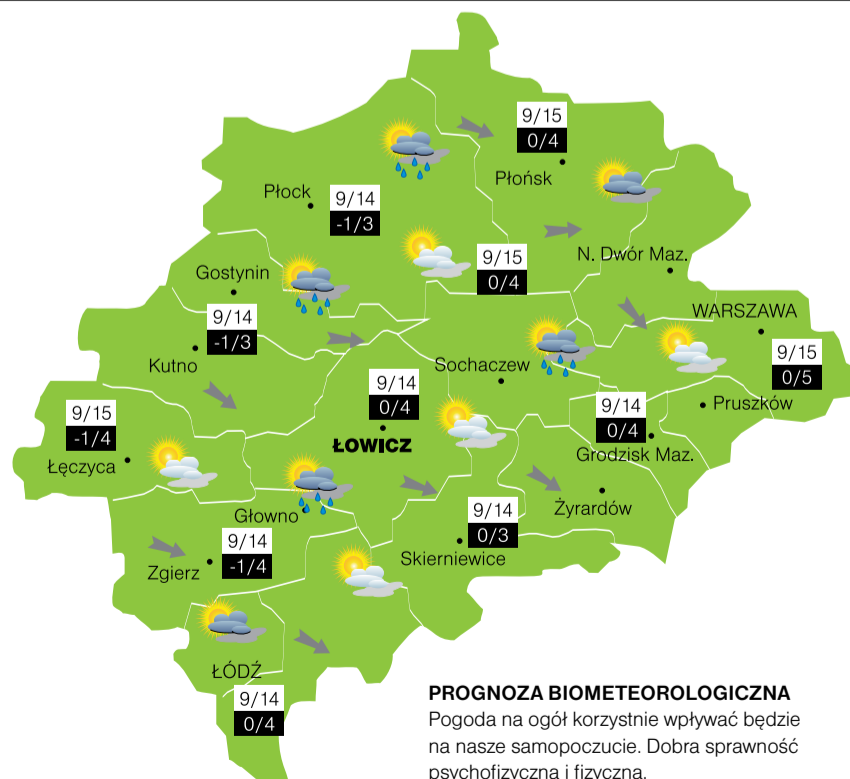 9/15
0/4
Płońsk
Płock
9/14
-1/3
9/15
0/4
N. Dwór Maz.
Gostynin
9/14
-1/3
Kutno
WARSZAWA
9/15
0/5
Sochaczew
9/14
0/4
ŁOWICZ
Pruszków
9/14
0/4
Grodzisk Maz.
9/15
-1/4
Łęczyca
Żyrardów
Głowno
9/14
0/3
Skierniewice
9/14
-1/4
Zgierz
ŁÓDŹ
9/14
0/4
PROGNOZA BIOMETEOROLOGICZNA
Pogoda na ogół korzystnie wpływać będzie
na nasze samopoczucie. Dobra sprawność
psychofizyczna i fizyczna.